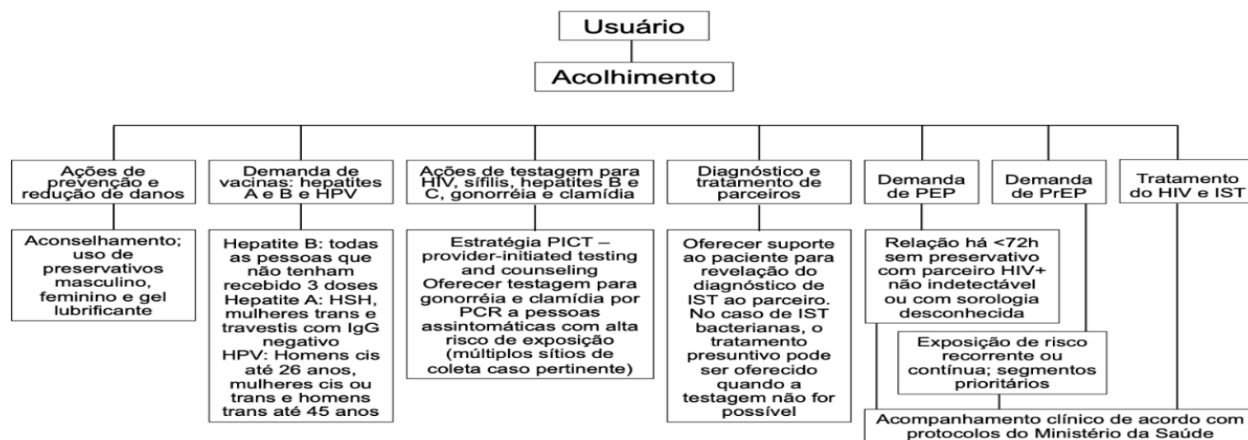 Usuário
Acolhimento
Ações de
prevenção e
redução de danos
Demanda de
vacinas: hepatites
A e B e HPV
Ações de testagem para
HIV, sífilis, hepatites B e
C, gonorréia e clamídia
Diagnóstico e
tratamento de
parceiros
Demanda
de PEP
Demanda
de PrEP
Tratamento
do HIV e IST
Aconselhamento;
uso de
preservativos
masculino,
feminino e gel
lubrificante
Hepatite B: todas
as pessoas que
não tenham
recebido 3 doses
Hepatite A: HSH,
mulheres trans e
travestis com IgG
negativo
HPV: Homens cis
até 26 anos,
mulheres cis ou
trans e homens
trans até 45 anos
Estratégia PICT –
provider-initiated testing
and counseling
Oferecer testagem para
gonorréia e clamídia por
PCR a pessoas
assintomáticas com alta
risco de exposição
(múltiplos sítios de
coleta caso pertinente)
Oferecer suporte
ao paciente para
revelação do
diagnóstico de
IST ao parceiro.
No caso de IST
bacterianas, o
tratamento
presuntivo pode
ser oferecido
quando a
testagem não for
possível
Relação há <72h
sem preservativo
com parceiro HIV+
não indetectável
ou com sorologia
desconhecida
Exposição de risco
recorrente ou
contínua; segmentos
prioritários
Acompanhamento clínico de acordo com
protocolos do Ministério da Saúde